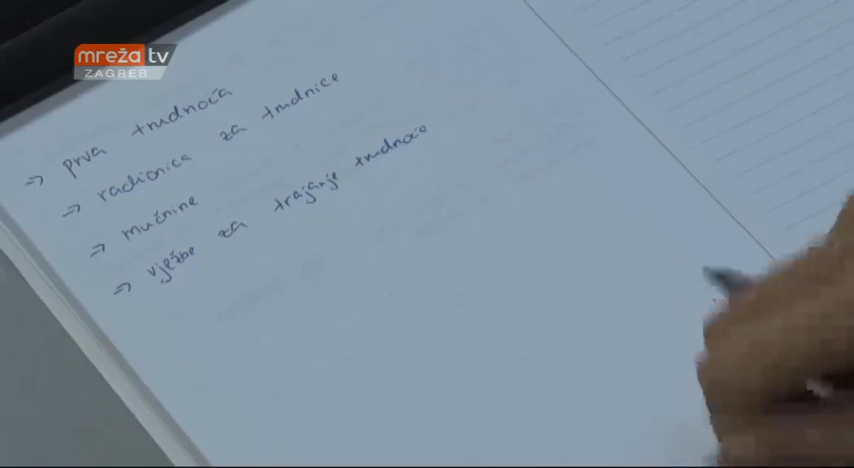 mreža tv
ZAGREB
⇒ prva trudnoća
⇒ radionica za trudnice
⇒ mučnine
⇒ vježbe za trajanje trudnoće